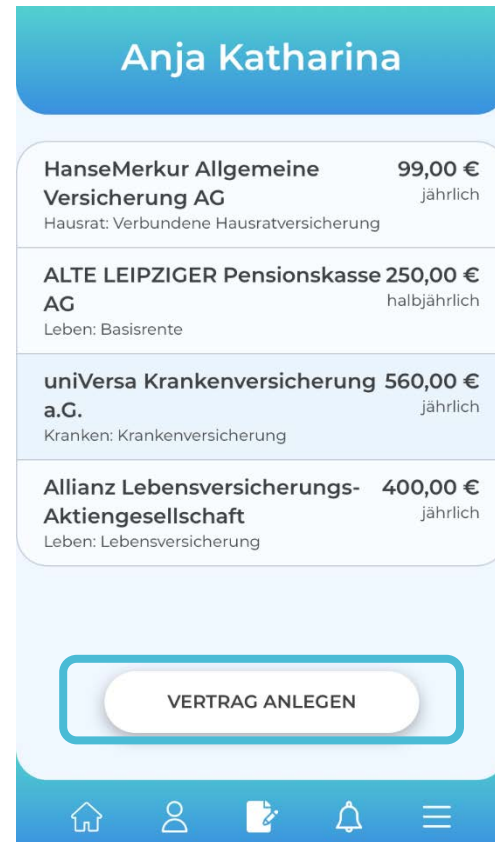 Anja Katharina
HanseMerkur Allgemeine 99,00 €
Versicherung AG jährlich
Hausrat: Verbundene Hausratversicherung
ALTE LEIPZIGER Pensionskasse 250,00 €
AG halbjährlich
Leben: Basisrente
uniVersa Krankenversicherung 560,00 €
a.G. jährlich
Kranken: Krankenversicherung
Allianz Lebensversicherungs- 400,00 €
Aktiengesellschaft jährlich
Leben: Lebensversicherung
VERTRAG ANLEGEN